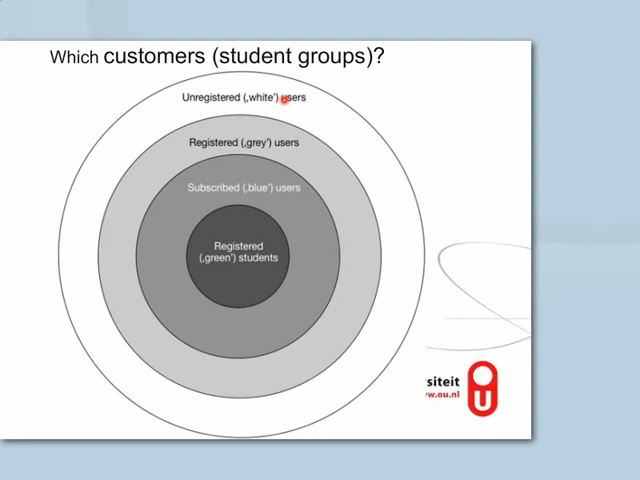 Which customers (student groups)?
Unregistered (‚white’) users
Registered (‚grey’) users
Subscribed (‚blue’) users
Registered
(‚green’) students
siteit
w.ou.nl
OU